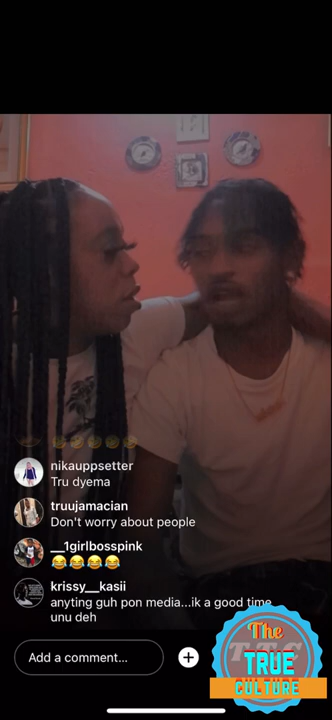 nikauppsetter
Tru dyema
truujamacian
Don't worry about people
__1girlbosspink
krissy__kasii
anyting guh pon media...ik a good time
unu deh
Add a comment...
The
TRUE
CULTURE